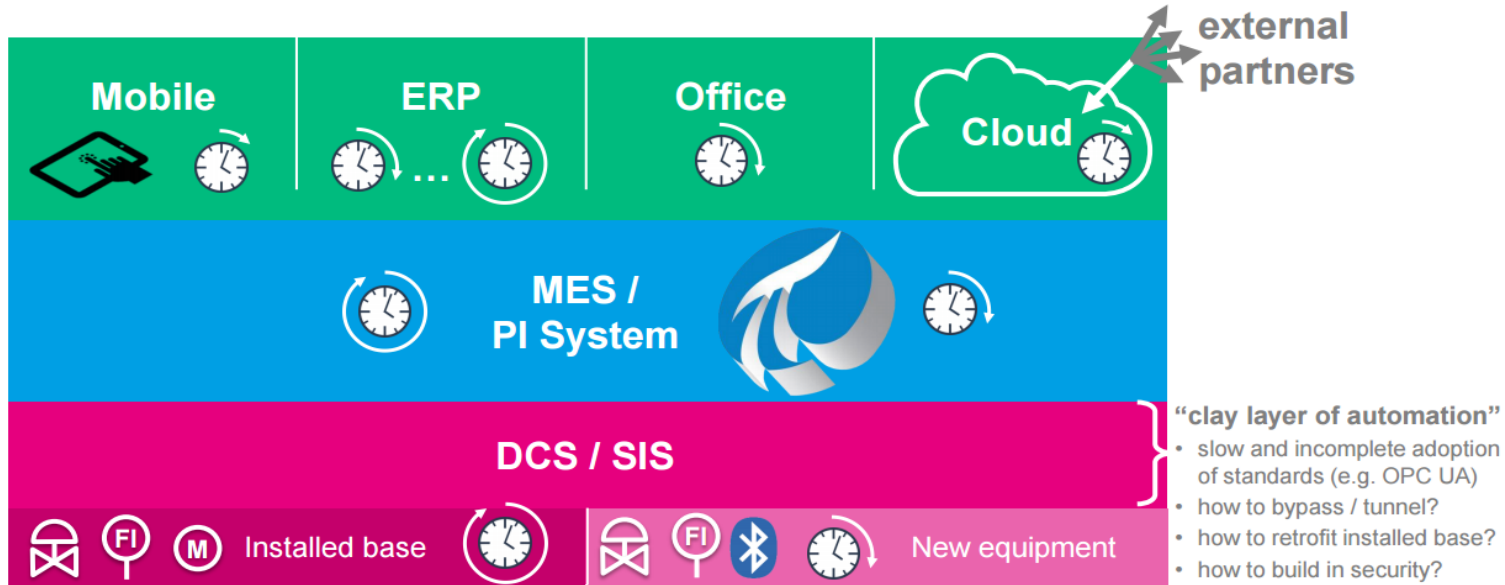 external
partners
Mobile
ERP
Office
Cloud
...
MES /
PI System
DCS / SIS
“clay layer of automation”
• slow and incomplete adoption
of standards (e.g. OPC UA)
• how to bypass / tunnel?
• how to retrofit installed base?
• how to build in security?
FI
M
Installed base
FI
New equipment